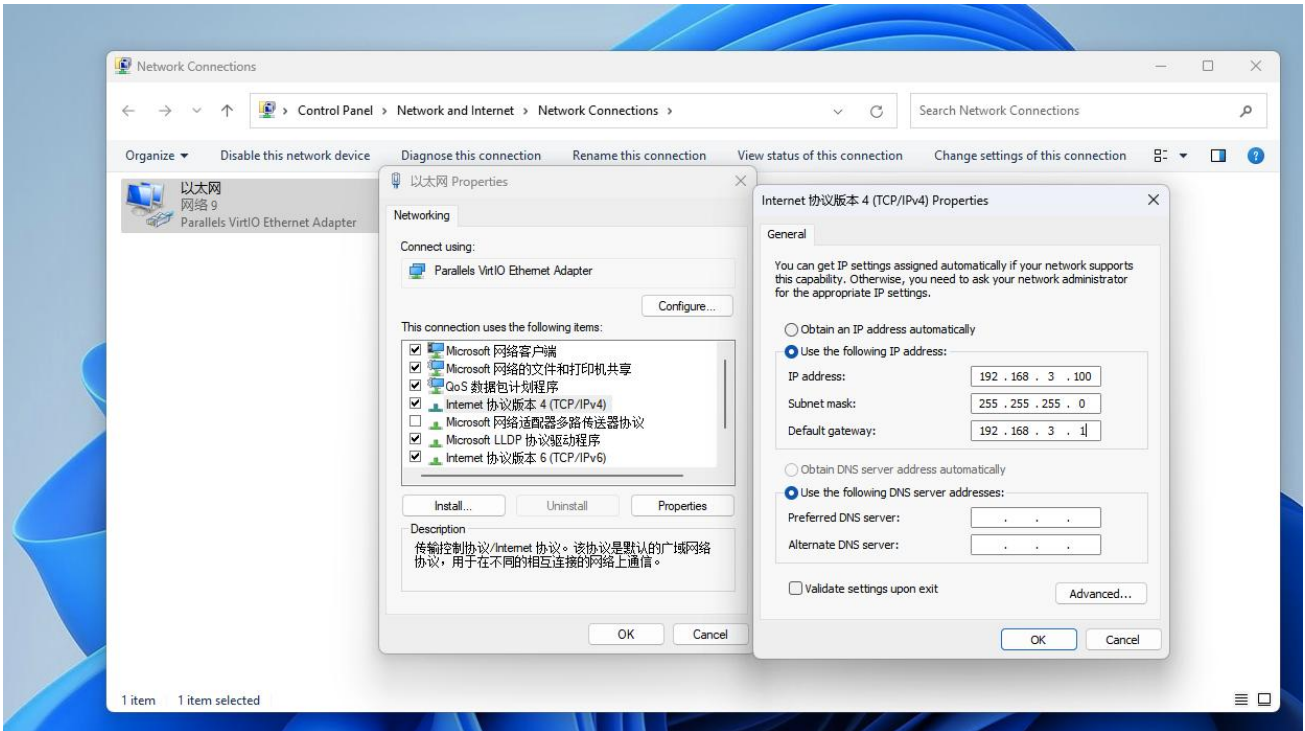 Network Connections
Control Panel > Network and Internet > Network Connections >
Search Network Connections
Organize
Disable this network device
Diagnose this connection
Rename this connection
View status of this connection
Change settings of this connection
以太网
网络 9
Parallels VirtIO Ethernet Adapter
以太网 Properties
Networking
Connect using:
Parallels VirtIO Ethernet Adapter
Configure...
This connection uses the following items:
Microsoft 网络客户端
Microsoft 网络的文件和打印机共享
QoS 数据包计划程序
Internet 协议版本 4 (TCP/IPv4)
Microsoft 网络适配器多路传送器协议
Microsoft LLDP 协议驱动程序
Internet 协议版本 6 (TCP/IPv6)
Install...
Uninstall
Properties
Description
传输控制协议/Internet 协议。该协议是默认的广域网络
协议，用于在不同的相互连接的网络上通信。
OK
Cancel
Internet 协议版本 4 (TCP/IPv4) Properties
General
You can get IP settings assigned automatically if your network supports
this capability. Otherwise, you need to ask your network administrator
for the appropriate IP settings.
Obtain an IP address automatically
Use the following IP address:
IP address: 192 . 168 . 3 . 100
Subnet mask: 255 . 255 . 255 . 0
Default gateway: 192 . 168 . 3 . 1
Obtain DNS server address automatically
Use the following DNS server addresses:
Preferred DNS server: . . .
Alternate DNS server: . . .
Validate settings upon exit
Advanced...
OK
Cancel
1 item
1 item selected